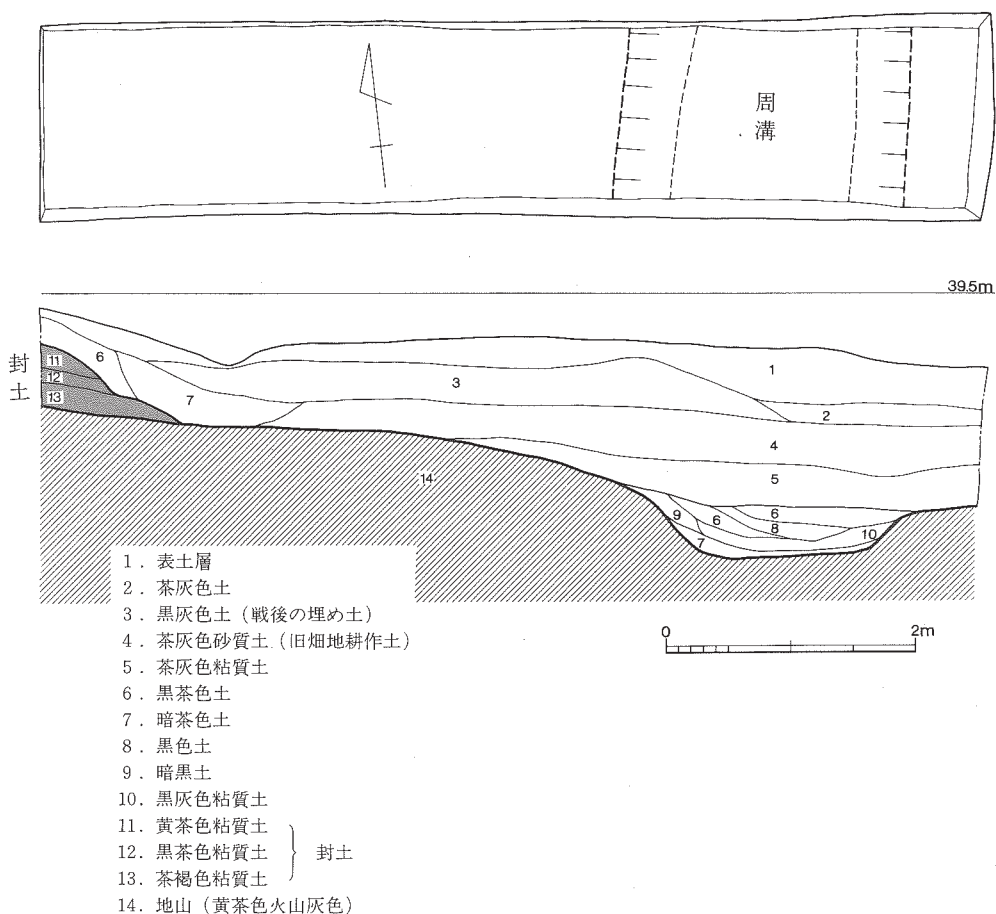 周溝
39.5m
封土
11
12
13
6
7
3
1
2
4
5
14
9
6
7
6
8
10
0 2m
1. 表土層
2. 茶灰色土
3. 黒灰色土(戦後の埋め土)
4. 茶灰色砂質土(旧畑地耕作土)
5. 茶灰色粘質土
6. 黒茶色土
7. 暗茶色土
8. 黒色土
9. 暗黒土
10. 黒灰色粘質土
11. 黄茶色粘質土
12. 黒茶色粘質土 封土
13. 茶褐色粘質土
14. 地山(黄茶色火山灰色)